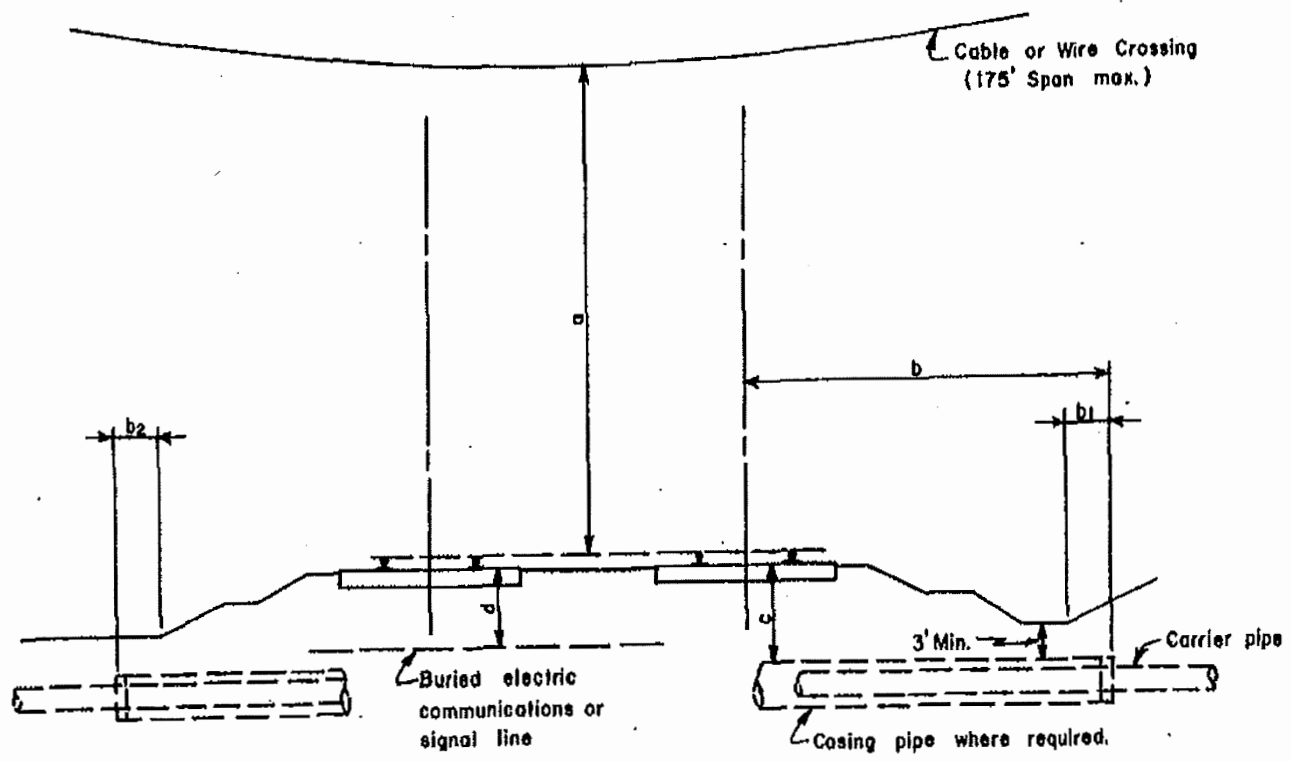 Cable or Wire Crossing
(175' Span max.)
a
b
b1
b2
d
c
3' Min.
Carrier pipe
Buried electric
communications or
signal line
Casing pipe where required.